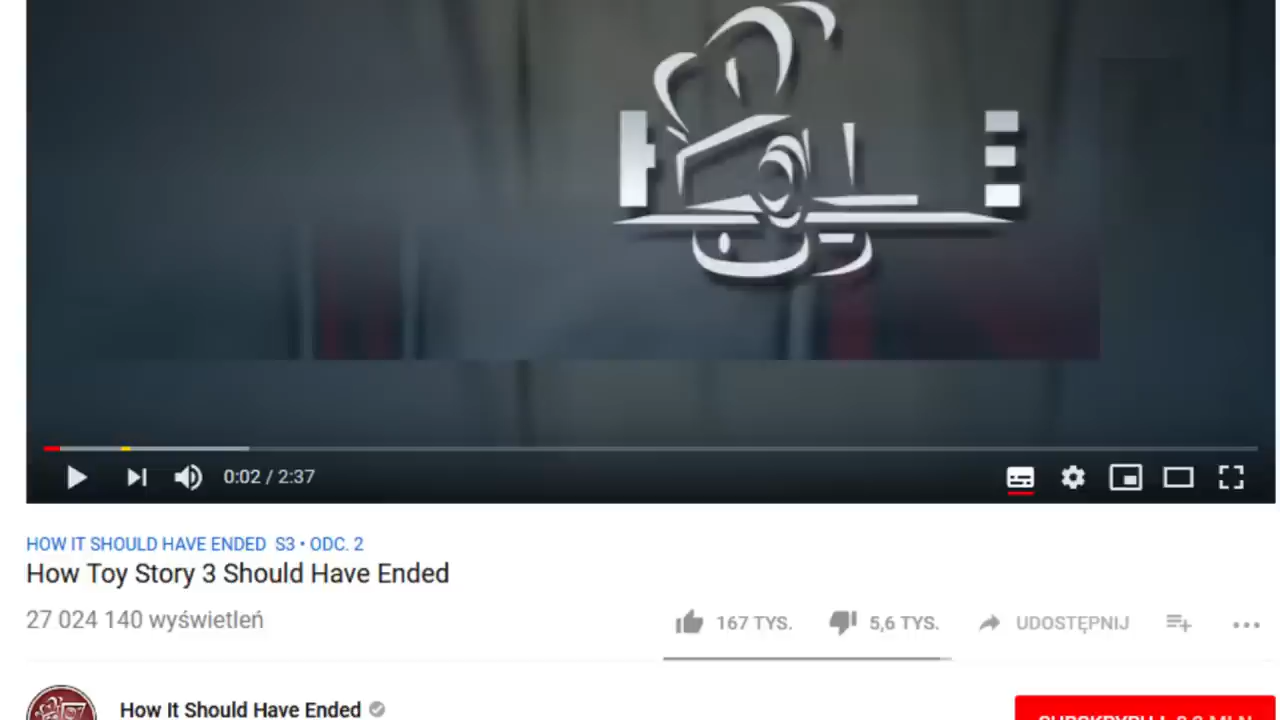 0:02 / 2:37
HOW IT SHOULD HAVE ENDED S3 • ODC. 2
How Toy Story 3 Should Have Ended
27 024 140 wyświetleń
167 TYS. 5,6 TYS. UDOSTĘPNIJ
How It Should Have Ended